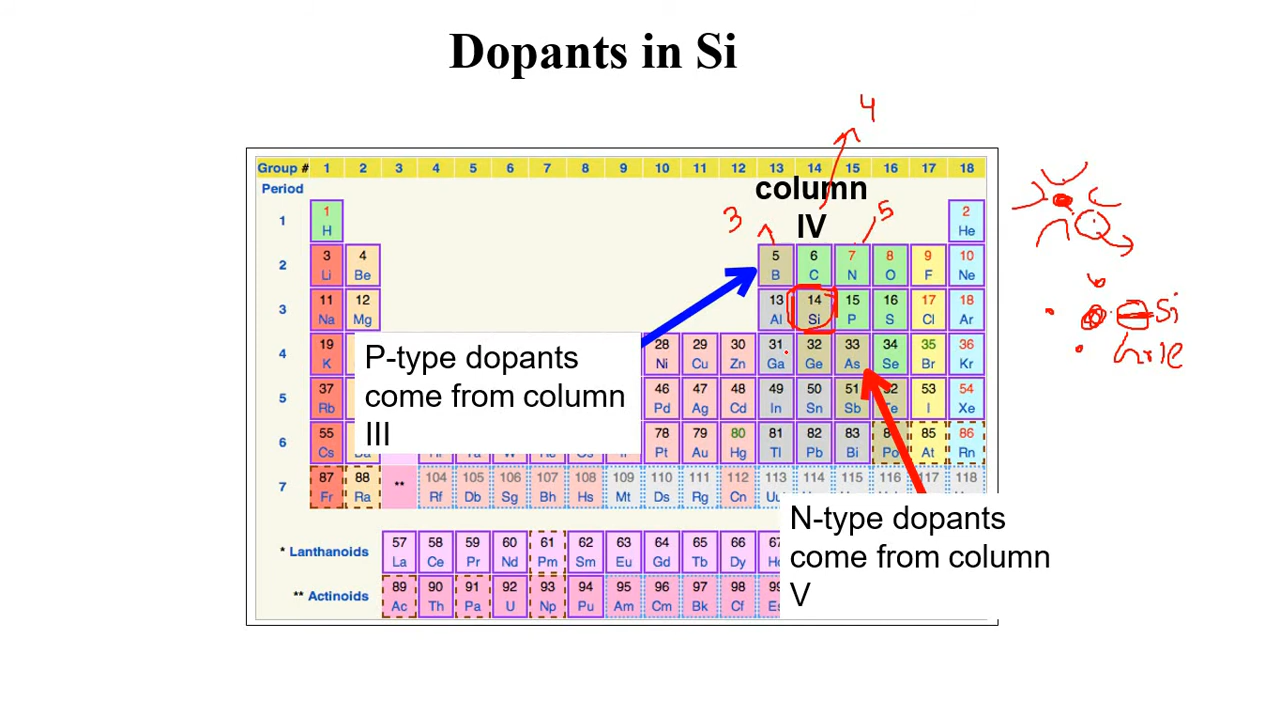 Dopants in Si
4
Group # 1 2 3 4 5 6 7 8 9 10 11 12 13 14 15 16 17 18
Period
column
IV
3
5
1
1 2
H He
2
3 4 5 6 7 8 9 10
Li Be B C N O F Ne
3
11 12 13 14 15 16 17 18
Na Mg Al Si P S Cl Ar
Si
hole
4
19 28 29 30 31 32 33 34 35 36
K Ni Cu Zn Ga Ge As Se Br Kr
P-type dopants
come from column
III
5
37 46 47 48 49 50 51 53 54
Rb Pd Ag Cd In Sn Sb I Xe
6
55 78 79 80 81 82 83 85 86
Cs Pt Au Hg Tl Pb Bi Po At Rn
7
87 88 ** 104 105 106 107 108 109 110 111 112 113 114 118
Fr Ra Rf Db Sg Bh Hs Mt Ds Rg Cn
N-type dopants
come from column
V
* Lanthanoids
57 58 59 60 61 62 63 64 65 66
La Ce Pr Nd Pm Sm Eu Gd Tb Dy
** Actinoids
89 90 91 92 93 94 95 96 97 98
Ac Th Pa U Np Pu Am Cm Bk Cf